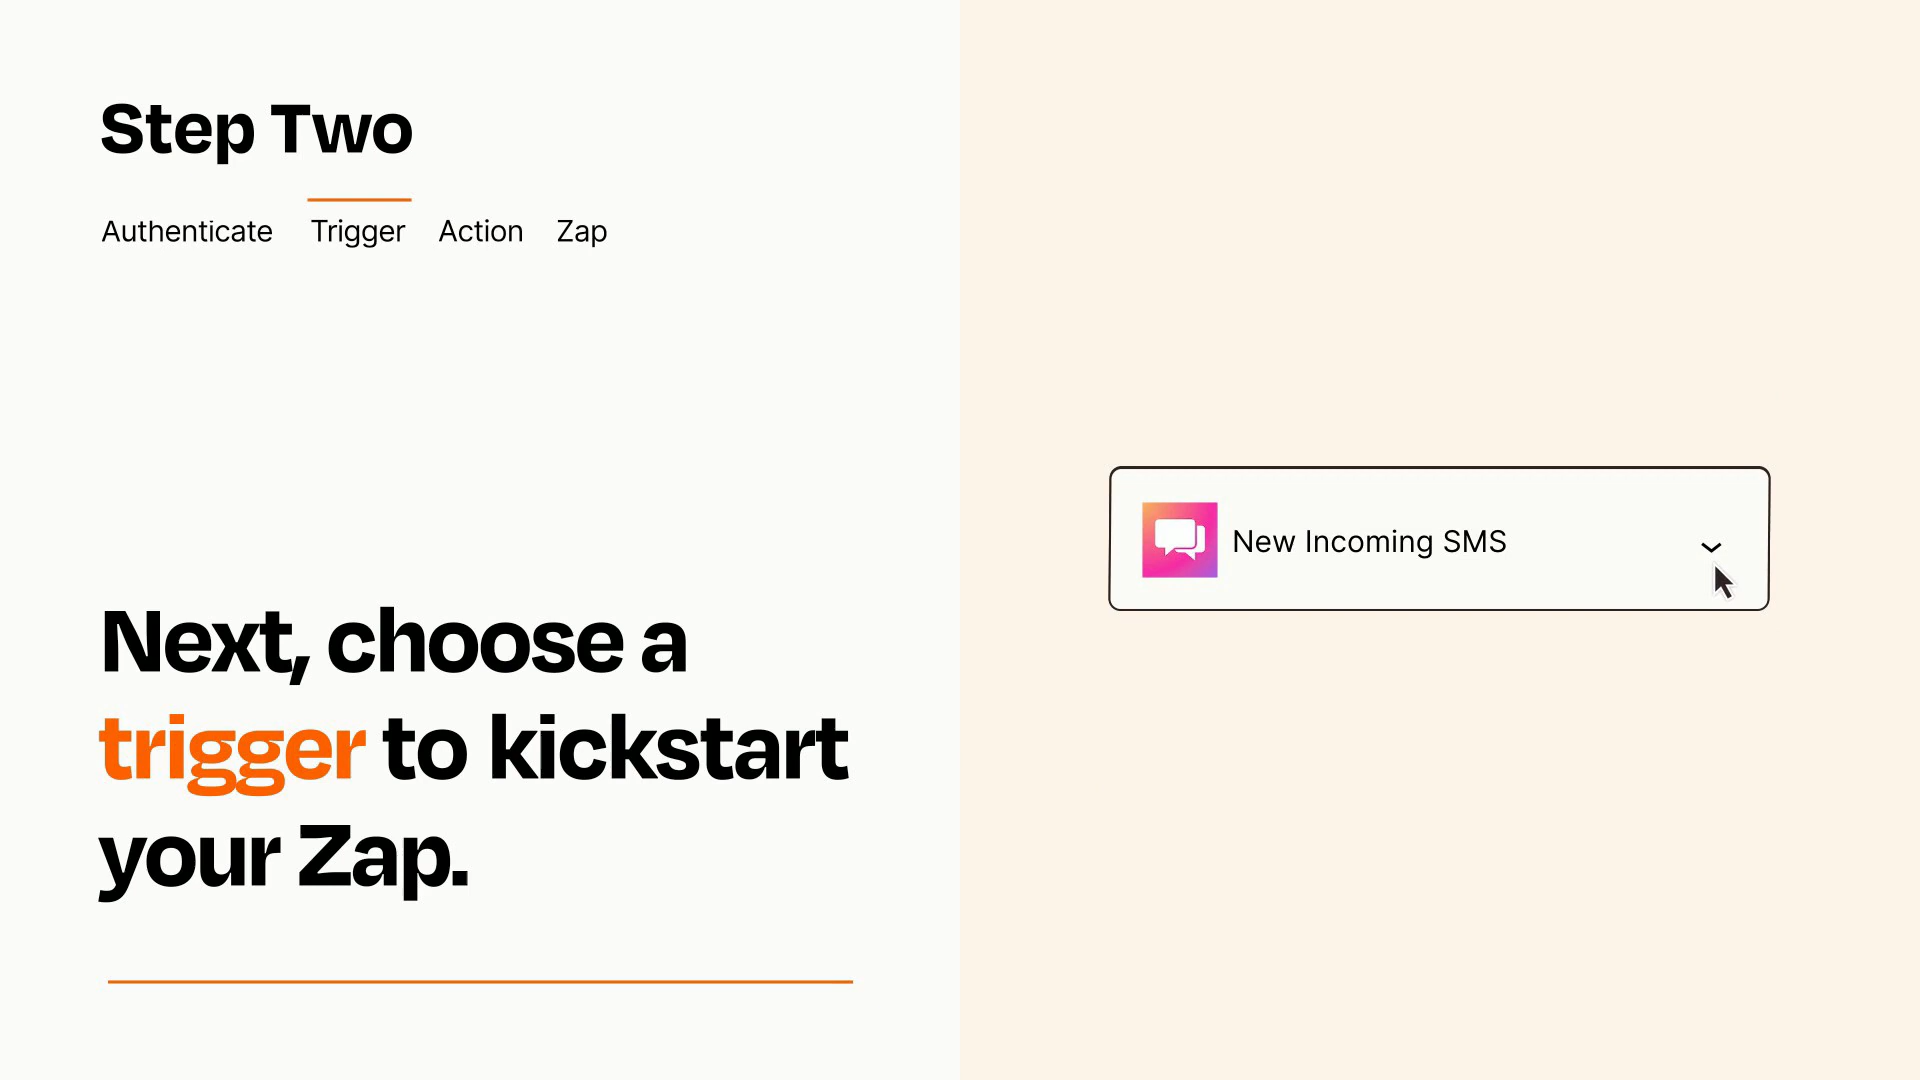 Step Two
Authenticate Trigger Action Zap
Next, choose a
trigger to kickstart
your Zap.
New Incoming SMS